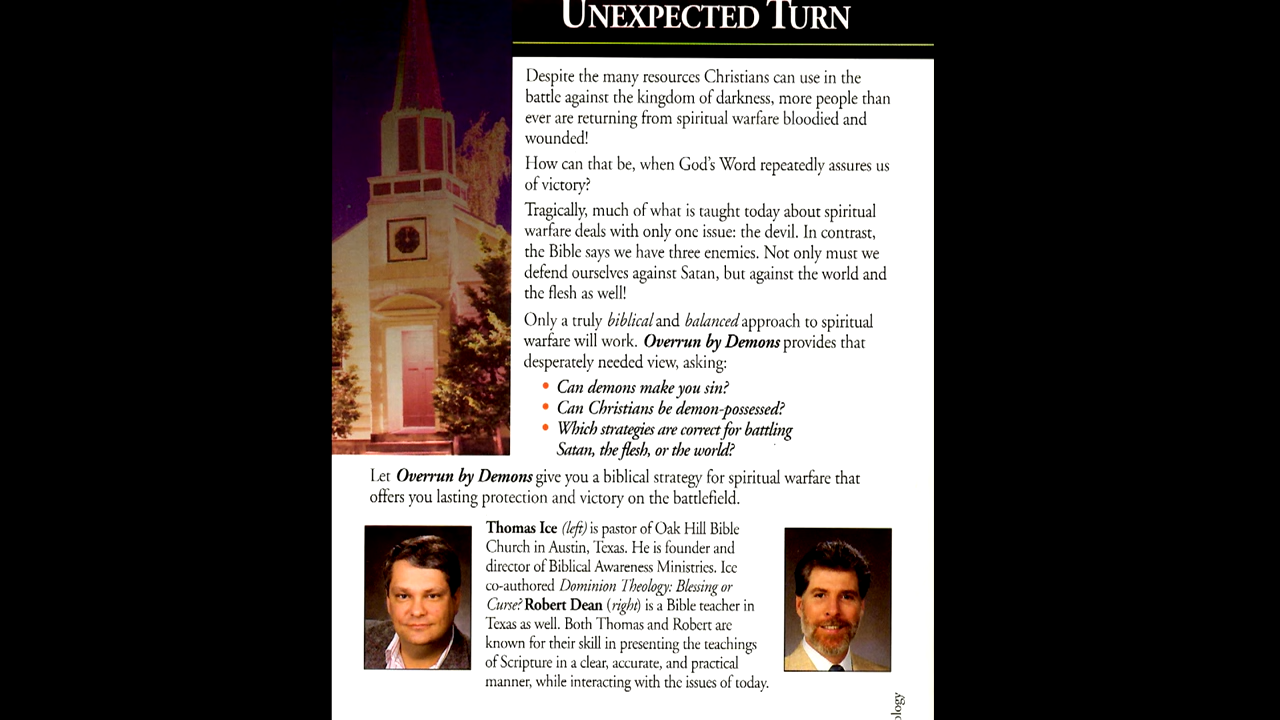 UNEXPECTED TURN
Despite the many resources Christians can use in the
battle against the kingdom of darkness, more people than
ever are returning from spiritual warfare bloodied and
wounded!
How can that be, when God's Word repeatedly assures us
of victory?
Tragically, much of what is taught today about spiritual
warfare deals with only one issue: the devil. In contrast,
the Bible says we have three enemies. Not only must we
defend ourselves against Satan, but against the world and
the flesh as well!
Only a truly biblical and balanced approach to spiritual
warfare will work. Overrun by Demons provides that
desperately needed view, asking:
• Can demons make you sin?
• Can Christians be demon-possessed?
• Which strategies are correct for battling
Satan, the flesh, or the world?
Let Overrun by Demons give you a biblical strategy for spiritual warfare that
offers you lasting protection and victory on the battlefield.
Thomas Ice (left) is pastor of Oak Hill Bible
Church in Austin, Texas. He is founder and
director of Biblical Awareness Ministries. Ice
co-authored Dominion Theology: Blessing or
Curse? Robert Dean (right) is a Bible teacher in
Texas as well. Both Thomas and Robert are
known for their skill in presenting the teachings
of Scripture in a clear, accurate, and practical
manner, while interacting with the issues of today.
ology